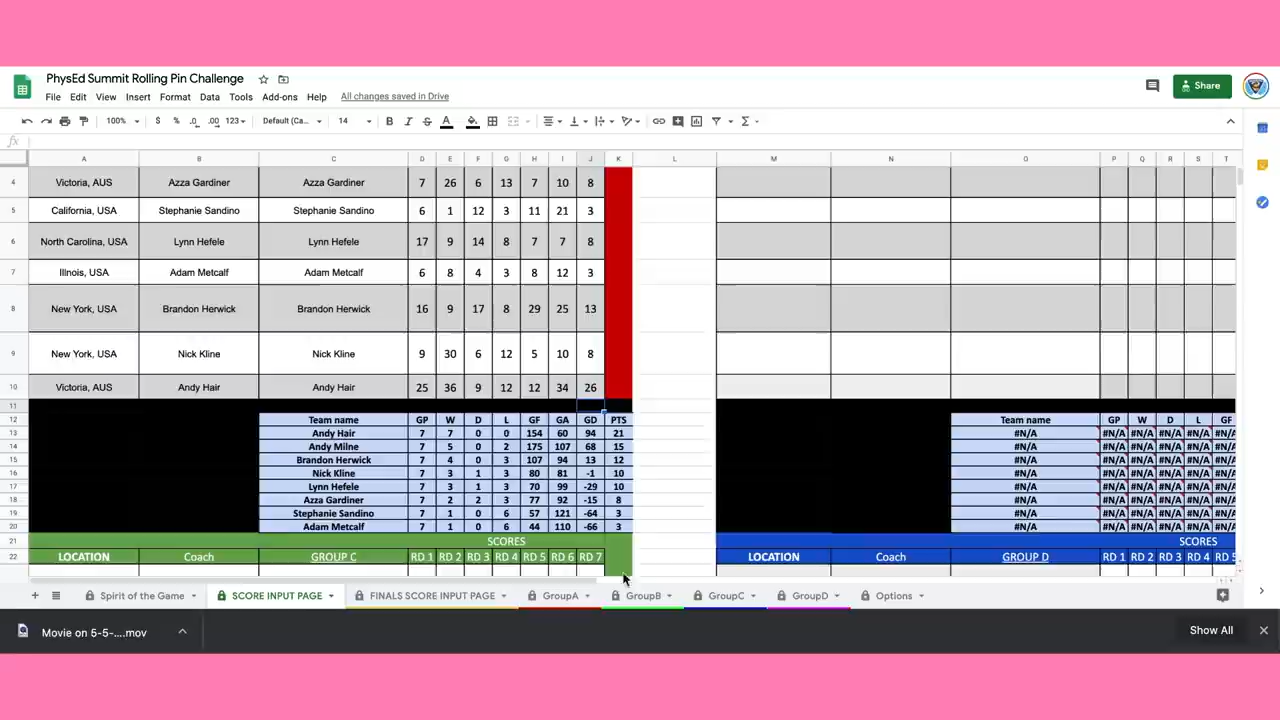 PhysEd Summit Rolling Pin Challenge
Share
File Edit View Insert Format Data Tools Add-ons Help All changes saved in Drive
100% $ % .0 .00 123 Default (Ca... 14 B I S A
fx
A B C D E F G H I J K L M N O P Q R S T
4 Victoria, AUS Azza Gardiner Azza Gardiner 7 26 6 13 7 10 8
5 California, USA Stephanie Sandino Stephanie Sandino 6 1 12 3 11 21 3
6 North Carolina, USA Lynn Hefele Lynn Hefele 17 9 14 8 7 7 8
7 Illinois, USA Adam Metcalf Adam Metcalf 6 8 4 3 8 12 3
8 New York, USA Brandon Herwick Brandon Herwick 16 9 17 8 29 25 13
9 New York, USA Nick Kline Nick Kline 9 30 6 12 5 10 8
10 Victoria, AUS Andy Hair Andy Hair 25 36 9 12 12 34 26
11
12 Team name GP W D L GF GA GD PTS Team name GP W D L GF
13 Andy Hair 7 7 0 0 154 60 94 21 #N/A #N/A #N/A #N/A #N/A #N/A
14 Andy Milne 7 5 0 2 175 107 68 15 #N/A #N/A #N/A #N/A #N/A #N/A
15 Brandon Herwick 7 4 0 3 107 94 13 12 #N/A #N/A #N/A #N/A #N/A #N/A
16 Nick Kline 7 3 1 3 80 81 -1 10 #N/A #N/A #N/A #N/A #N/A #N/A
17 Lynn Hefele 7 3 1 3 70 99 -29 10 #N/A #N/A #N/A #N/A #N/A #N/A
18 Azza Gardiner 7 2 2 3 77 92 -15 8 #N/A #N/A #N/A #N/A #N/A #N/A
19 Stephanie Sandino 7 1 0 6 57 121 -64 3 #N/A #N/A #N/A #N/A #N/A #N/A
20 Adam Metcalf 7 1 0 6 44 110 -66 3 #N/A #N/A #N/A #N/A #N/A #N/A
21 SCORES SCORES
22 LOCATION Coach GROUP C RD 1 RD 2 RD 3 RD 4 RD 5 RD 6 RD 7 LOCATION Coach GROUP D RD 1 RD 2 RD 3 RD 4 RD 5
Spirit of the Game SCORE INPUT PAGE FINALS SCORE INPUT PAGE GroupA GroupB GroupC GroupD Options
Movie on 5-5-....mov Show All